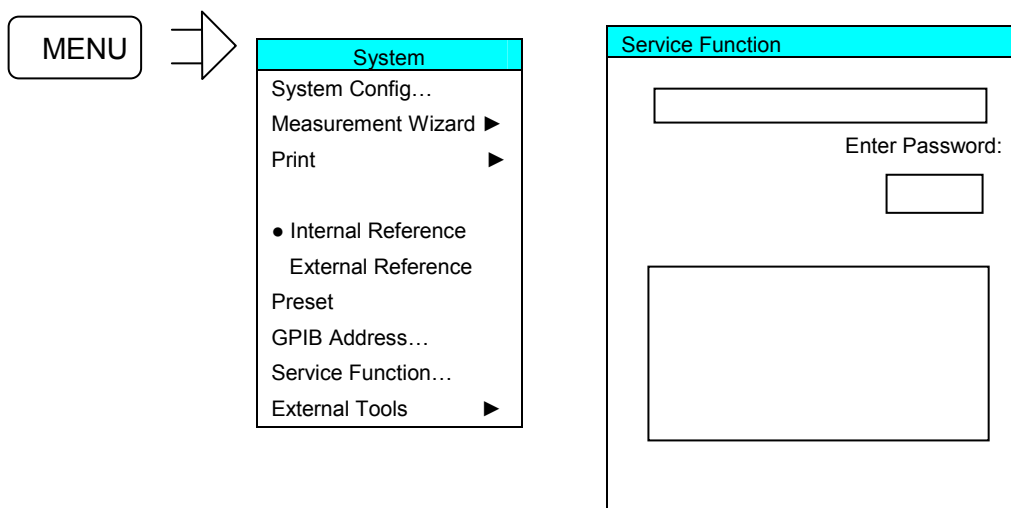 MENU
System
System Config…
Measurement Wizard ►
Print ►
● Internal Reference
External Reference
Preset
GPIB Address…
Service Function…
External Tools ►
Service Function
Enter Password: